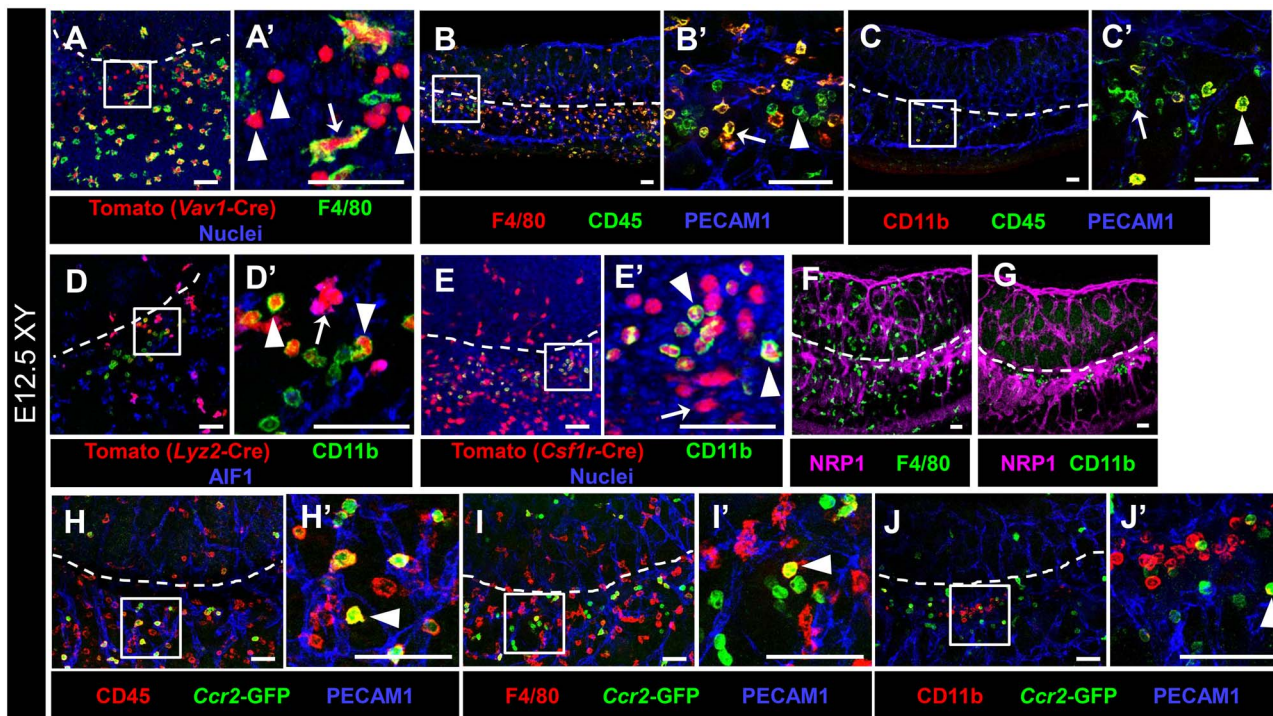 E12.5 XY
A
A’
B
B’
C
C’
Tomato (Vav1-Cre) F4/80
Nuclei
F4/80 CD45 PECAM1
CD11b CD45 PECAM1
D
D’
E
E’
F
G
Tomato (Lyz2-Cre) CD11b
AIF1
Tomato (Csf1r-Cre) CD11b
Nuclei
NRP1 F4/80
NRP1 CD11b
H
H’
I
I’
J
J’
CD45 Ccr2-GFP PECAM1
F4/80 Ccr2-GFP PECAM1
CD11b Ccr2-GFP PECAM1